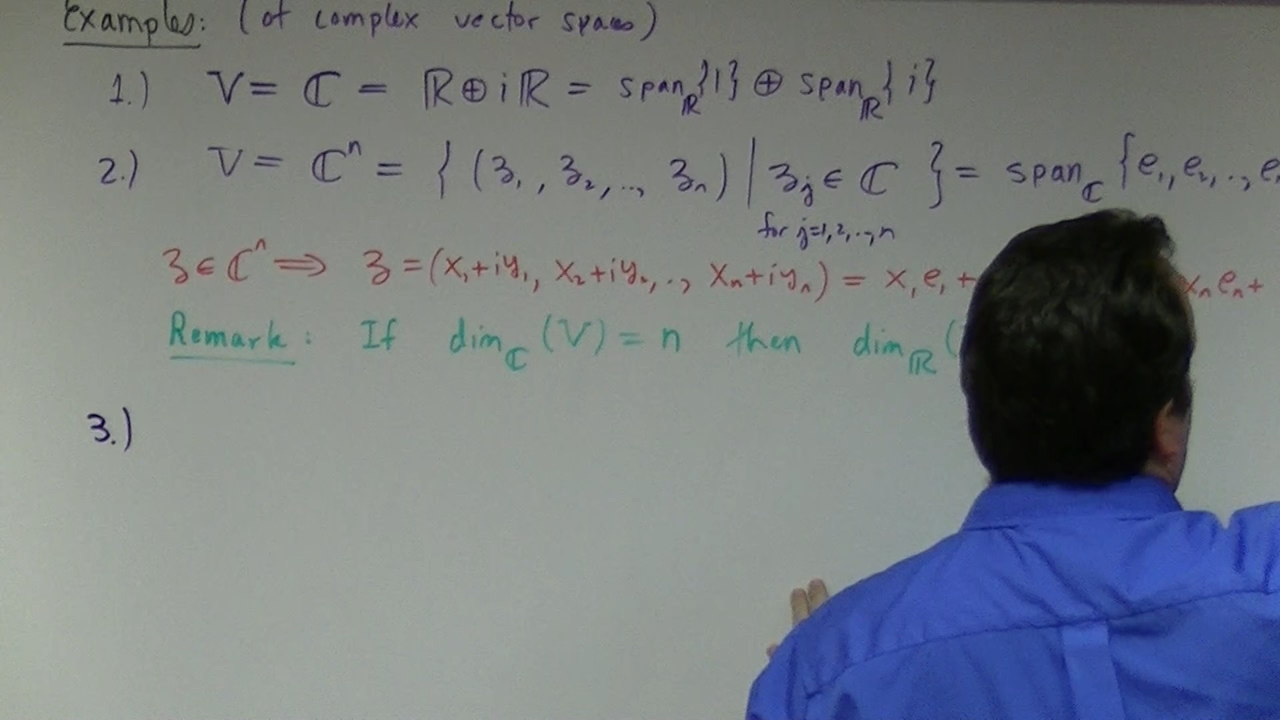 Examples: (of complex vector spaces)
1.) V = ℂ = ℝ ⊕ iℝ = span_ℝ{1} ⊕ span_ℝ{i}
2.) V = ℂⁿ = { (z₁, z₂, .., zₙ) | z_j ∈ ℂ } = span_ℂ {e₁, e₂, .., e
for j=1,2,..,n
z ∈ ℂⁿ ⟹ z = (x₁+iy₁, x₂+iy₂, .., xₙ+iyₙ) = x₁e₁ + xₙeₙ +
Remark: If dim_ℂ (V) = n then dim_ℝ (
3.)